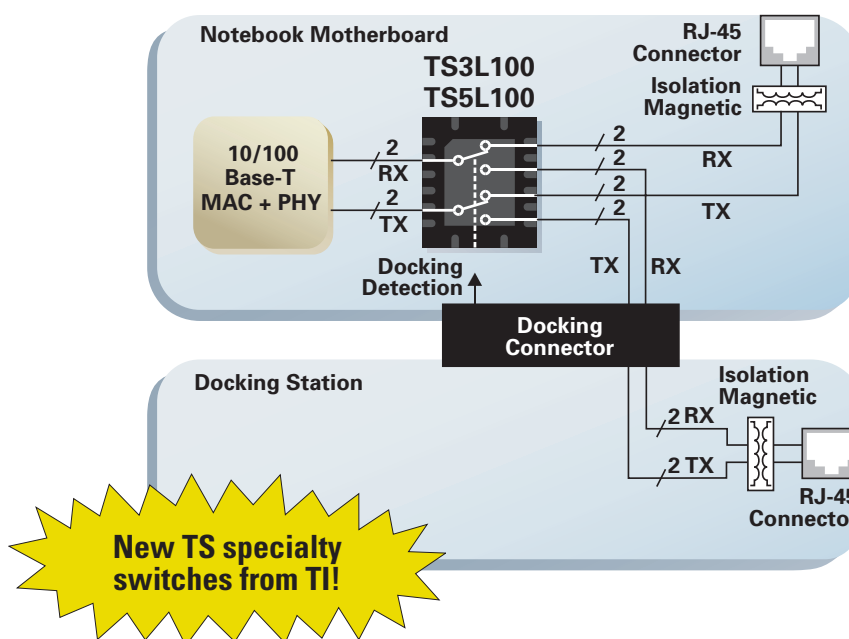 Notebook Motherboard
RJ-45
Connector
TS3L100
TS5L100
Isolation
Magnetic
10/100
Base-T
MAC + PHY
2
RX
2
TX
2
2
RX
2
2
TX
TX
RX
Docking
Detection
Docking
Connector
Docking Station
Isolation
Magnetic
2 RX
2 TX
RJ-45
Connecto
New TS specialty
switches from TI!